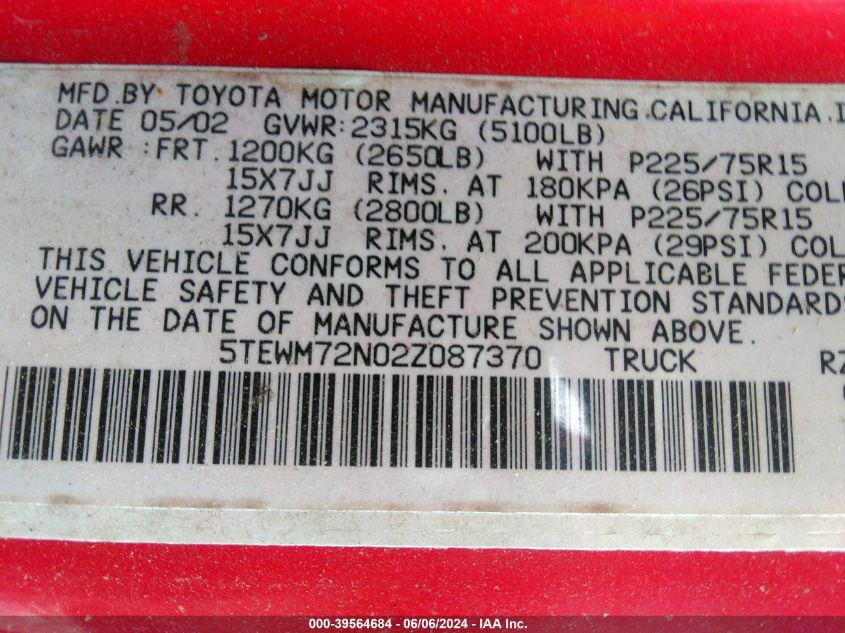 MFD.BY TOYOTA MOTOR MANUFACTURING.CALIFORNIA.I
DATE 05/02 GVWR:2315KG (5100LB)
GAWR :FRT.1200KG (2650LB) WITH P225/75R15
15X7JJ RIMS. AT 180KPA (26PSI) COL
RR. 1270KG (2800LB) WITH P225/75R15
15X7JJ RIMS. AT 200KPA (29PSI) COL
THIS VEHICLE CONFORMS TO ALL APPLICABLE FEDER
VEHICLE SAFETY AND THEFT PREVENTION STANDARDS
ON THE DATE OF MANUFACTURE SHOWN ABOVE.
5TEWM72N02Z087370 TRUCK RZ
000-39564684 - 06/06/2024 - IAA Inc.